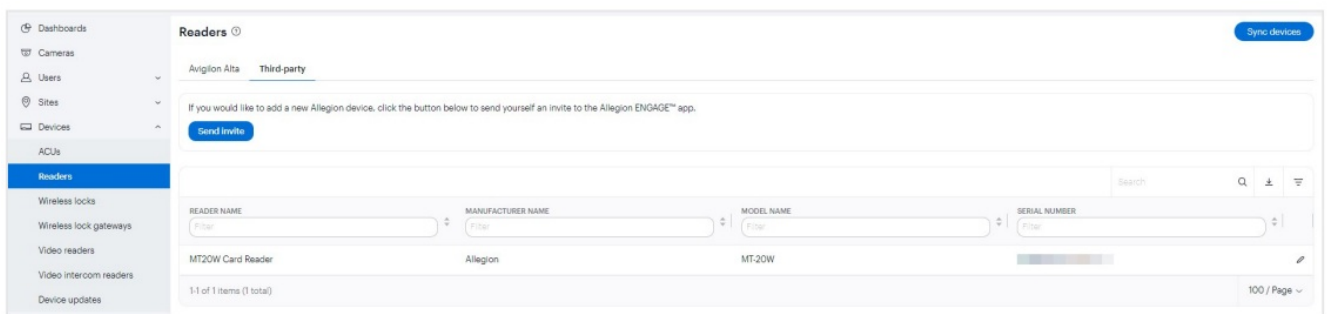 Dashboards
Cameras
Users
Sites
Devices
ACUs
Readers
Wireless locks
Wireless lock gateways
Video readers
Video intercom readers
Device updates
Readers
Sync devices
Avigilon Alta Third-party
If you would like to add a new Allegion device, click the button below to send yourself an invite to the Allegion ENGAGE™ app.
Send invite
Search
READER NAME MANUFACTURER NAME MODEL NAME SERIAL NUMBER
Filter Filter Filter Filter
MT20W Card Reader Allegion MT-20W
1-1 of 1 items (1 total) 100 / Page